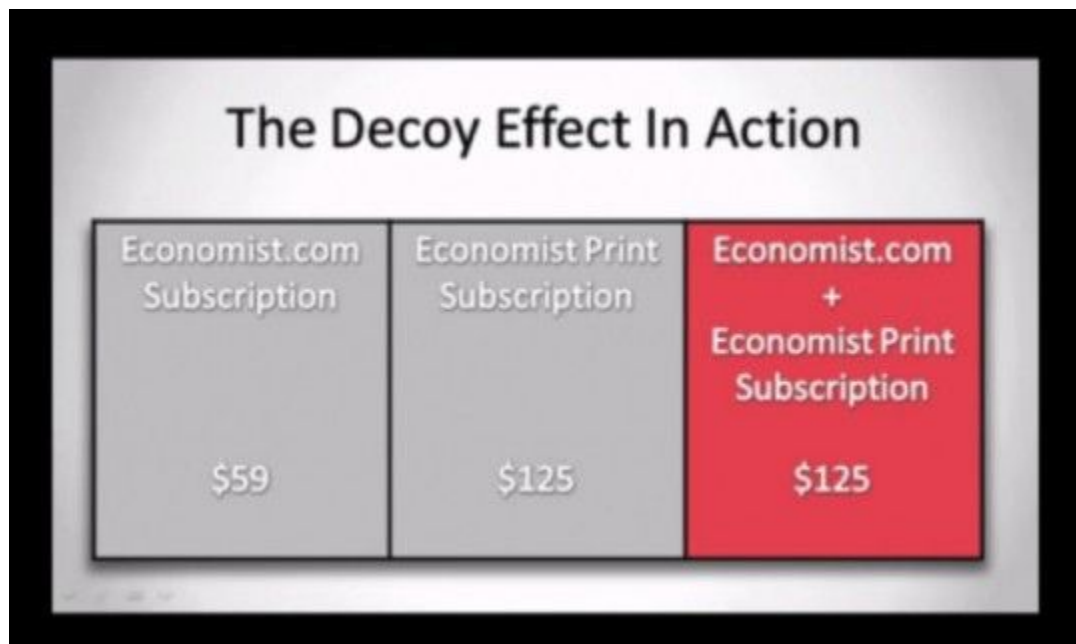 The Decoy Effect In Action
Economist.com
Subscription
$59
Economist Print
Subscription
$125
Economist.com
+
Economist Print
Subscription
$125